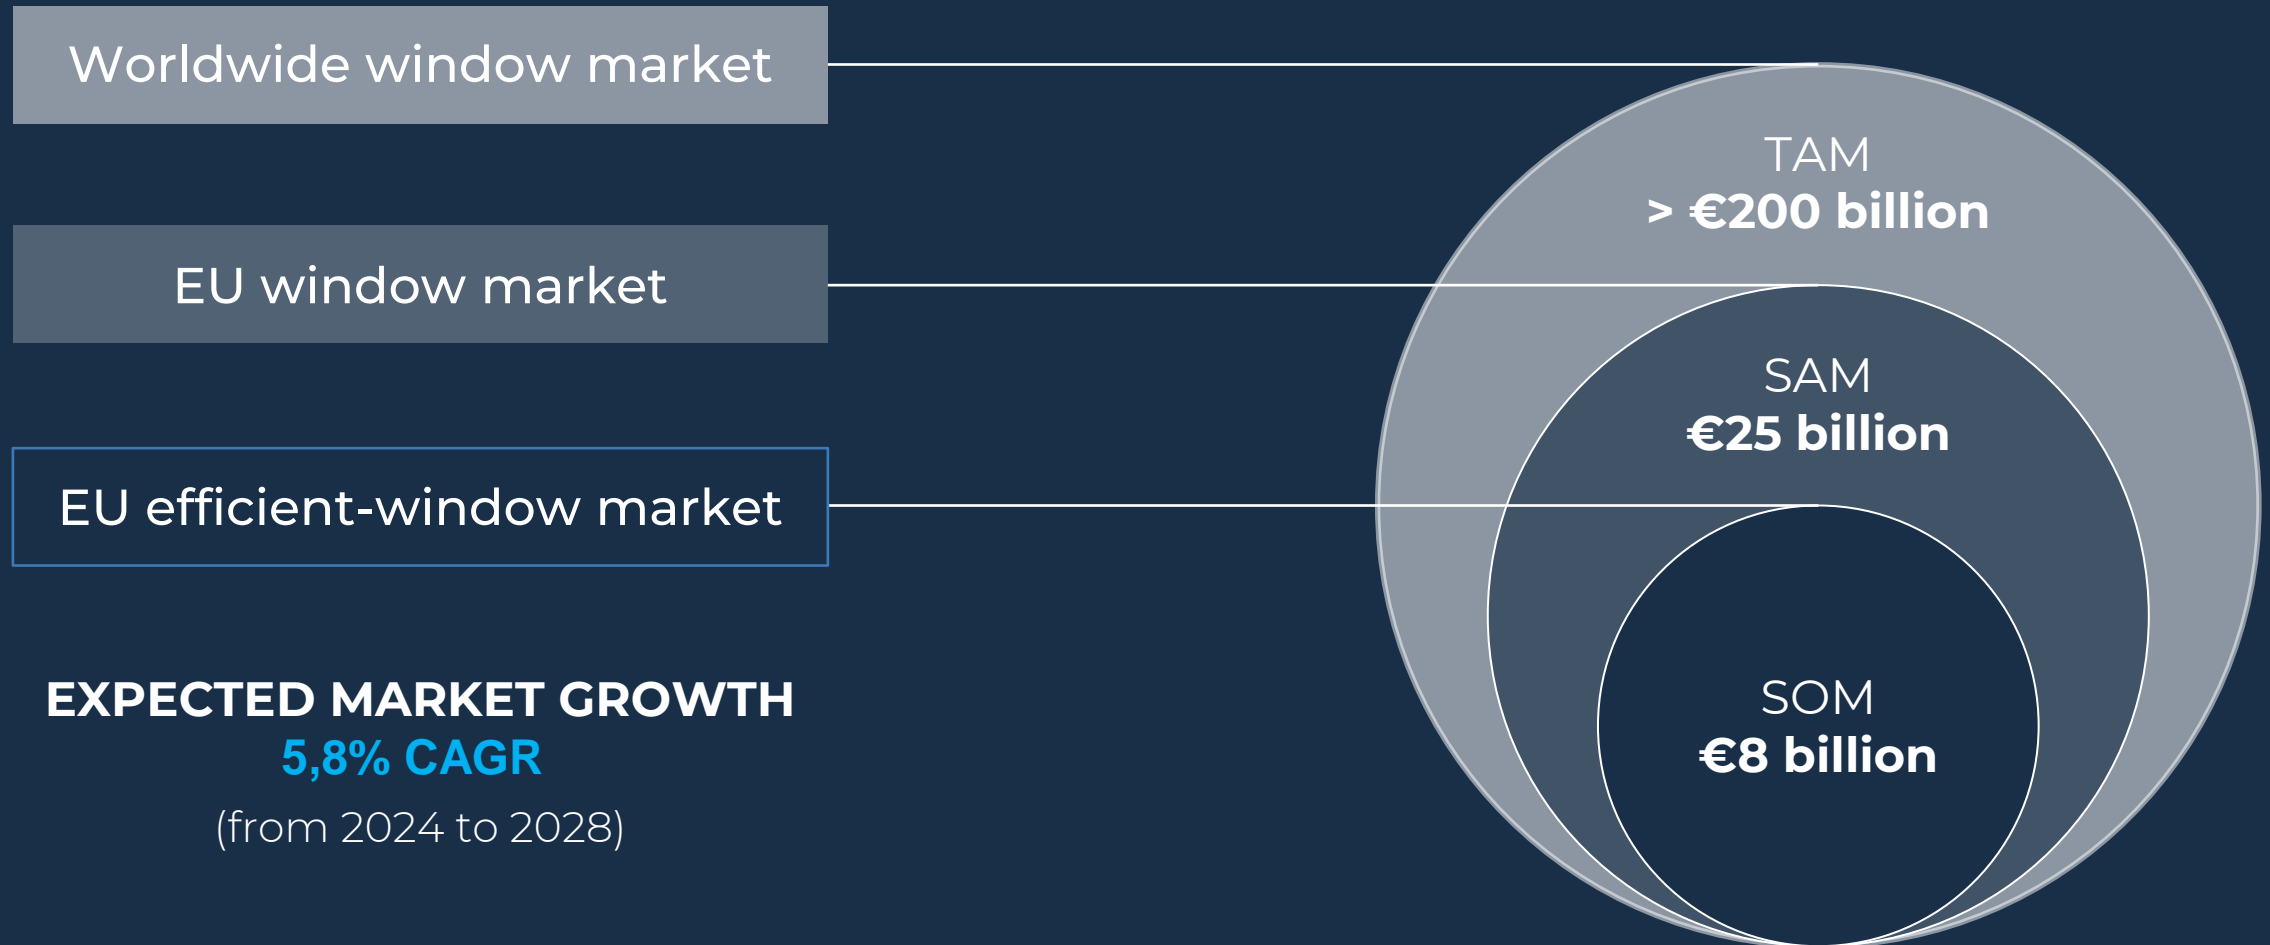 Worldwide window market
TAM
> €200 billion
EU window market
SAM
€25 billion
EU efficient-window market
SOM
€8 billion
EXPECTED MARKET GROWTH
5,8% CAGR
(from 2024 to 2028)